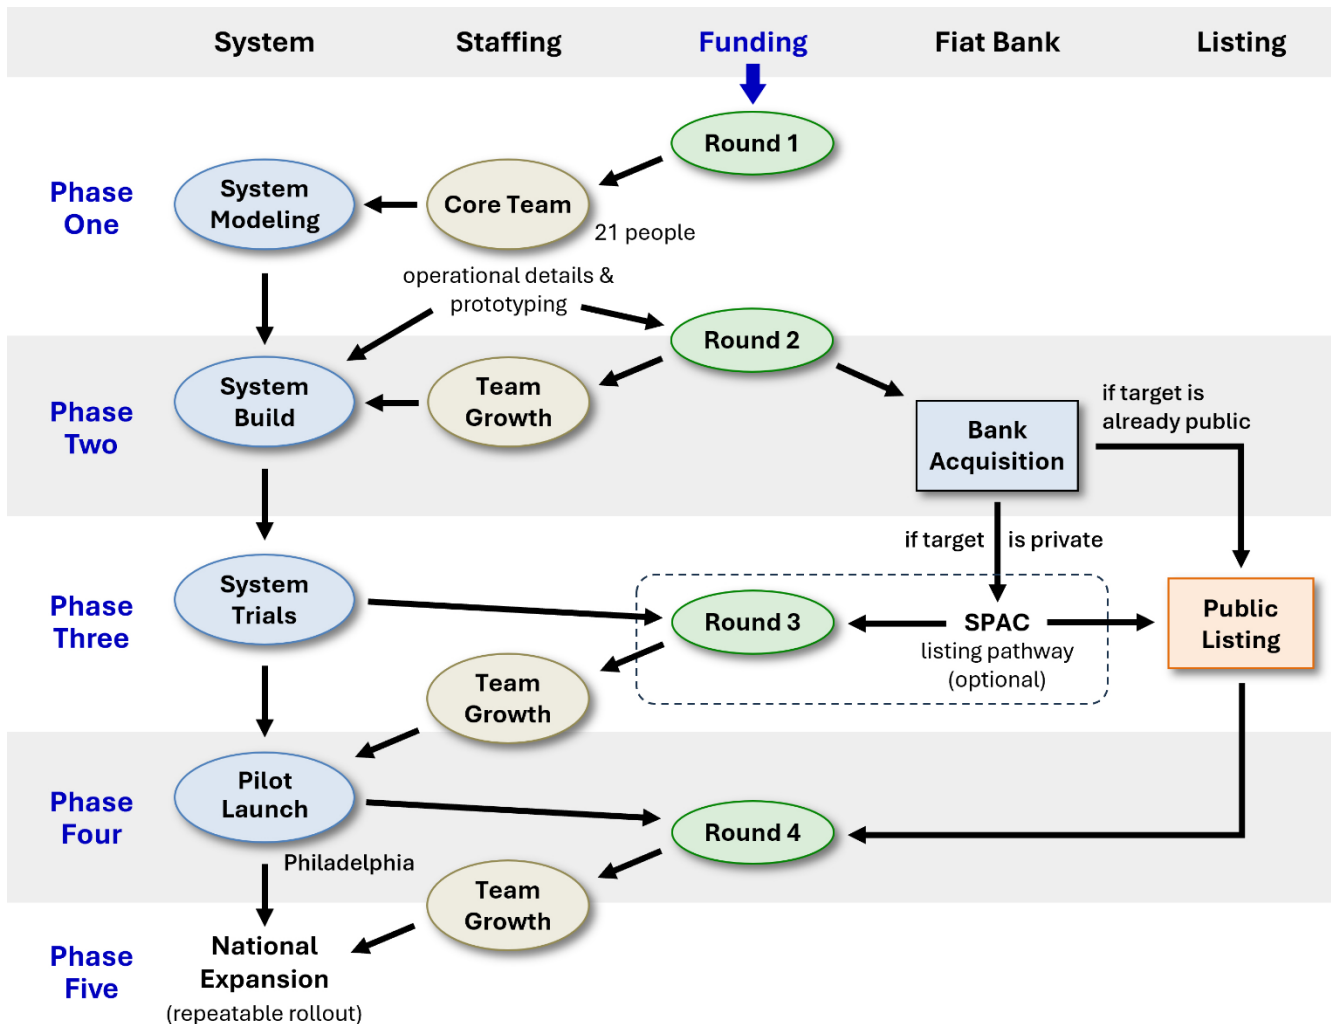 System
Staffing
Funding
Fiat Bank
Listing
Phase
One
Round 1
Core Team
21 people
System
Modeling
operational details &
prototyping
Phase
Two
Round 2
Team
Growth
System
Build
Bank
Acquisition
if target is
already public
if target is private
Phase
Three
System
Trials
Round 3
SPAC
listing pathway
(optional)
Public
Listing
Team
Growth
Phase
Four
Pilot
Launch
Philadelphia
Round 4
Team
Growth
Phase
Five
National
Expansion
(repeatable rollout)